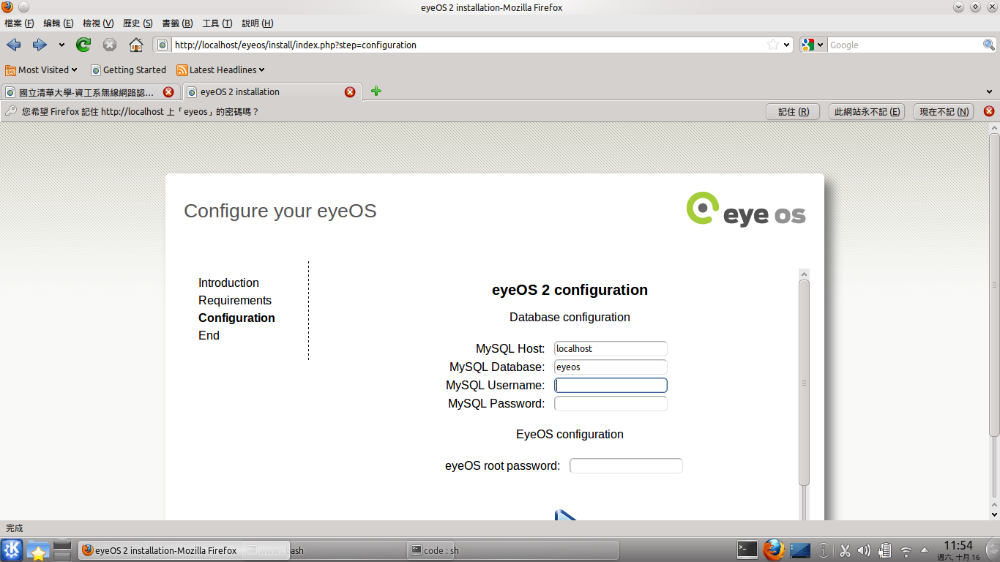 eyeOS 2 installation-Mozilla Firefox
檔案 (F) 編輯 (E) 檢視 (V) 歷史 (S) 書籤 (B) 工具 (T) 說明 (H)
http://localhost/eyeos/install/index.php?step=configuration
Google
Most Visited Getting Started Latest Headlines
國立清華大學-資工系無線網路認... eyeOS 2 installation
您希望 Firefox 記住 http://localhost 上「eyeos」的密碼嗎？ 記住 (R) 此網站永不記 (E) 現在不記 (N)
Configure your eyeOS
eye os
Introduction
Requirements
Configuration
End
eyeOS 2 configuration
Database configuration
MySQL Host: localhost
MySQL Database: eyeos
MySQL Username:
MySQL Password:
EyeOS configuration
eyeOS root password:
完成
eyeOS 2 installation-Mozilla Firefox www : bash code : sh
11:54
週六, 十月 16